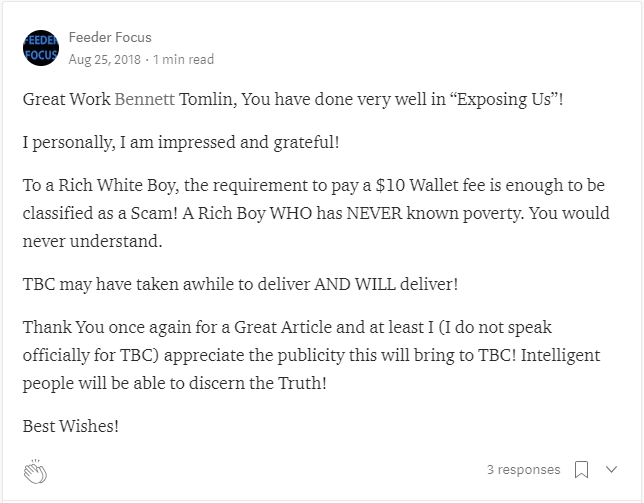 FEEDER
FOCUS
Feeder Focus
Aug 25, 2018 · 1 min read
Great Work Bennett Tomlin, You have done very well in “Exposing Us”!
I personally, I am impressed and grateful!
To a Rich White Boy, the requirement to pay a $10 Wallet fee is enough to be
classified as a Scam! A Rich Boy WHO has NEVER known poverty. You would
never understand.
TBC may have taken awhile to deliver AND WILL deliver!
Thank You once again for a Great Article and at least I (I do not speak
officially for TBC) appreciate the publicity this will bring to TBC! Intelligent
people will be able to discern the Truth!
Best Wishes!
3 responses